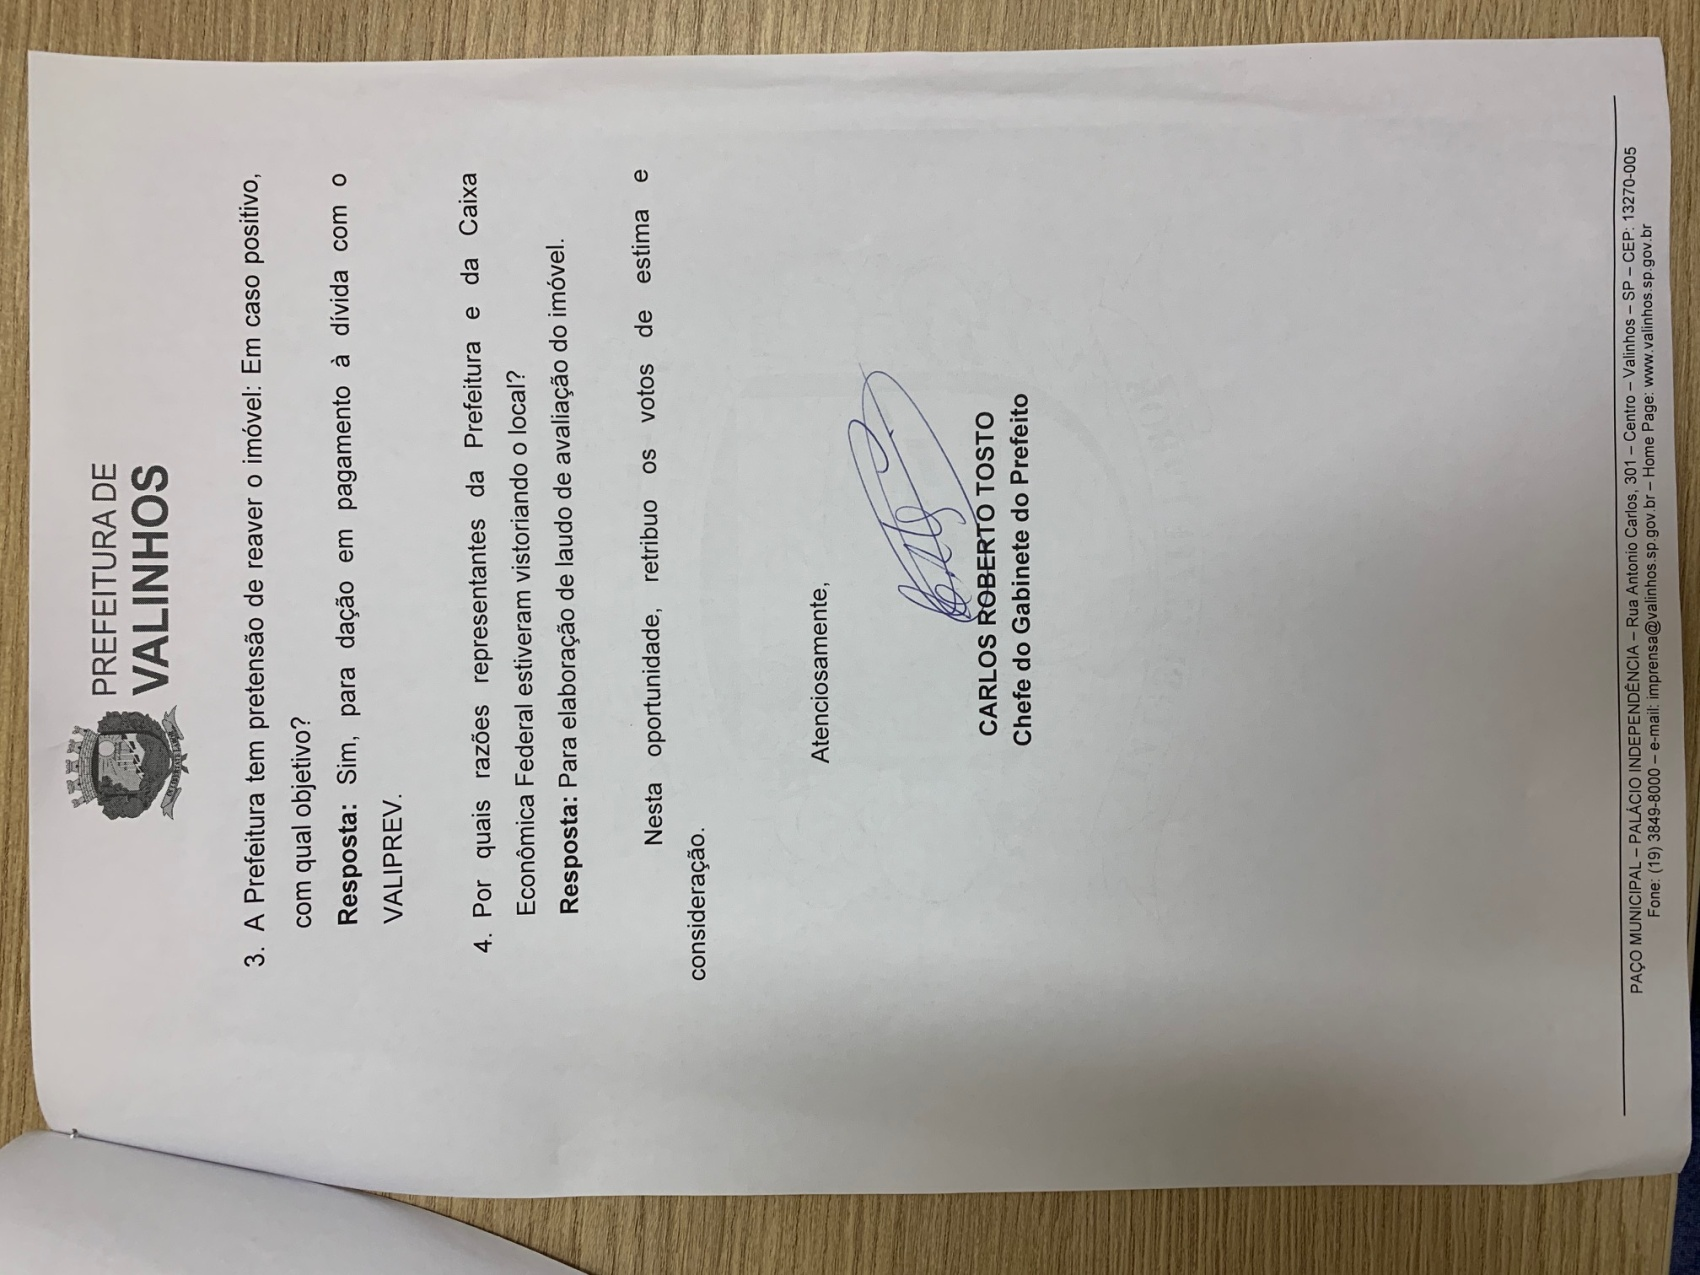 PREFEITURA DE
VALINHOS
3. A Prefeitura tem pretensão de reaver o imóvel: Em caso positivo,
com qual objetivo?
Resposta: Sim, para dação em pagamento à dívida com o
VALIPREV.
4. Por quais razões representantes da Prefeitura e da Caixa
Econômica Federal estiveram vistoriando o local?
Resposta: Para elaboração de laudo de avaliação do imóvel.
Nesta oportunidade, retribuo os votos de estima e
consideração.
Atenciosamente,
CARLOS ROBERTO TOSTO
Chefe do Gabinete do Prefeito
PAÇO MUNICIPAL – PALÁCIO INDEPENDÊNCIA – Rua Antonio Carlos, 301 – Centro – Valinhos – SP – CEP: 13270-005
Fone: (19) 3849-8000 – e-mail: imprensa@valinhos.sp.gov.br – Home Page: www.valinhos.sp.gov.br